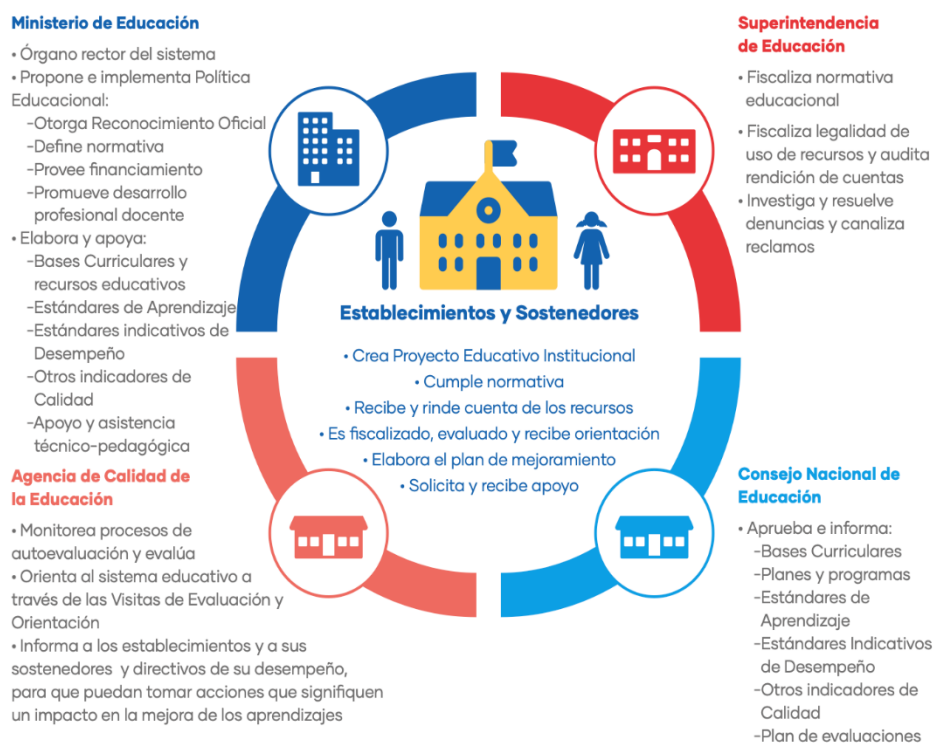 Ministerio de Educación
• Órgano rector del sistema
• Propone e implementa Política
Educacional:
-Otorga Reconocimiento Oficial
-Define normativa
-Provee financiamiento
-Promueve desarrollo
profesional docente
• Elabora y apoya:
-Bases Curriculares y
recursos educativos
-Estándares de Aprendizaje
-Estándares indicativos de
Desempeño
-Otros indicadores de
Calidad
-Apoyo y asistencia
técnico-pedagógica
Superintendencia
de Educación
• Fiscaliza normativa
educacional
• Fiscaliza legalidad de
uso de recursos y audita
rendición de cuentas
• Investiga y resuelve
denuncias y canaliza
reclamos
Establecimientos y Sostenedores
• Crea Proyecto Educativo Institucional
• Cumple normativa
• Recibe y rinde cuenta de los recursos
• Es fiscalizado, evaluado y recibe orientación
• Elabora el plan de mejoramiento
• Solicita y recibe apoyo
Agencia de Calidad de
la Educación
• Monitorea procesos de
autoevaluación y evalúa
• Orienta al sistema educativo a
través de las Visitas de Evaluación y
Orientación
• Informa a los establecimientos y a sus
sostenedores y directivos de su desempeño,
para que puedan tomar acciones que signifiquen
un impacto en la mejora de los aprendizajes
Consejo Nacional de
Educación
• Aprueba e informa:
-Bases Curriculares
-Planes y programas
-Estándares de
Aprendizaje
-Estándares Indicativos
de Desempeño
-Otros indicadores de
Calidad
-Plan de evaluaciones